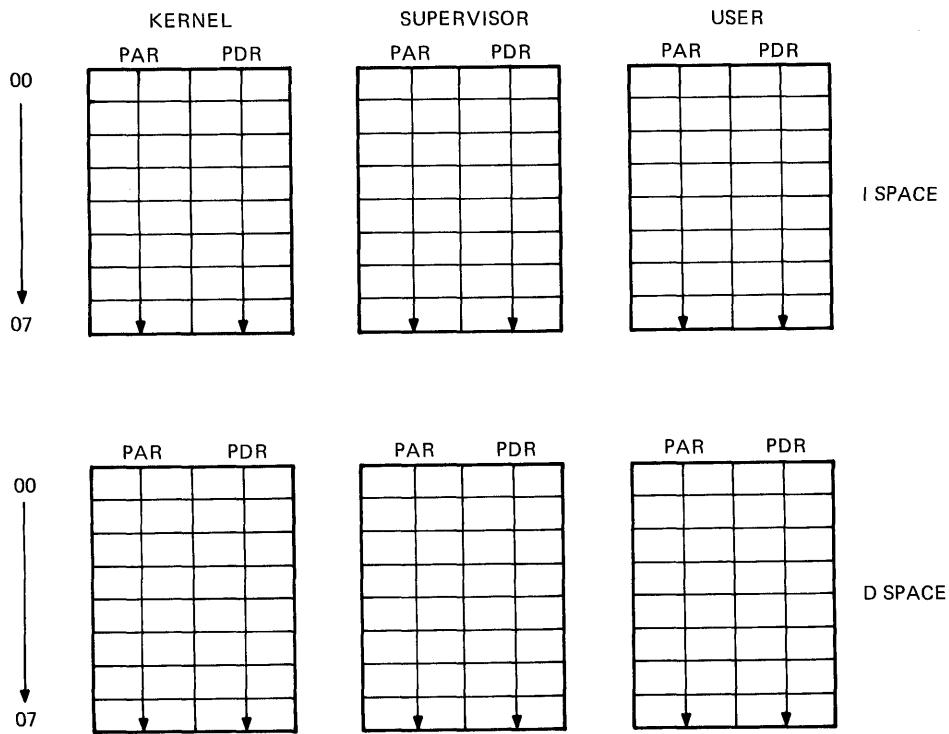 KERNEL SUPERVISOR USER
PAR PDR PAR PDR PAR PDR
00
I SPACE
07
PAR PDR PAR PDR PAR PDR
00
D SPACE
07